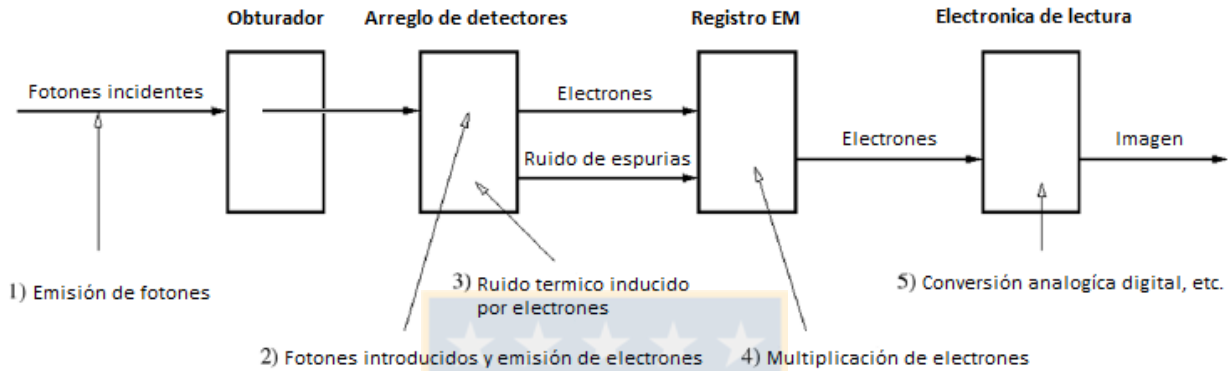 Obturador
Arreglo de detectores
Registro EM
Electronica de lectura
Fotones incidentes
Electrones
Ruido de espurias
Electrones
Imagen
1) Emisión de fotones
3) Ruido termico inducido
por electrones
5) Conversión analogíca digital, etc.
2) Fotones introducidos y emisión de electrones
4) Multiplicación de electrones